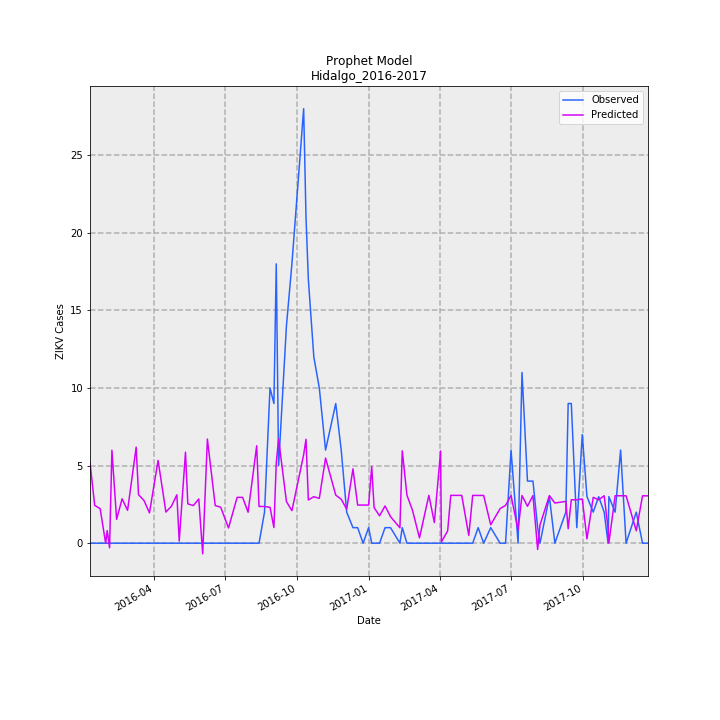 Prophet Model
Hidalgo_2016-2017
Observed
Predicted
ZIKV Cases
25
20
15
10
5
0
2016-04
2016-07
2016-10
2017-01
2017-04
2017-07
2017-10
Date